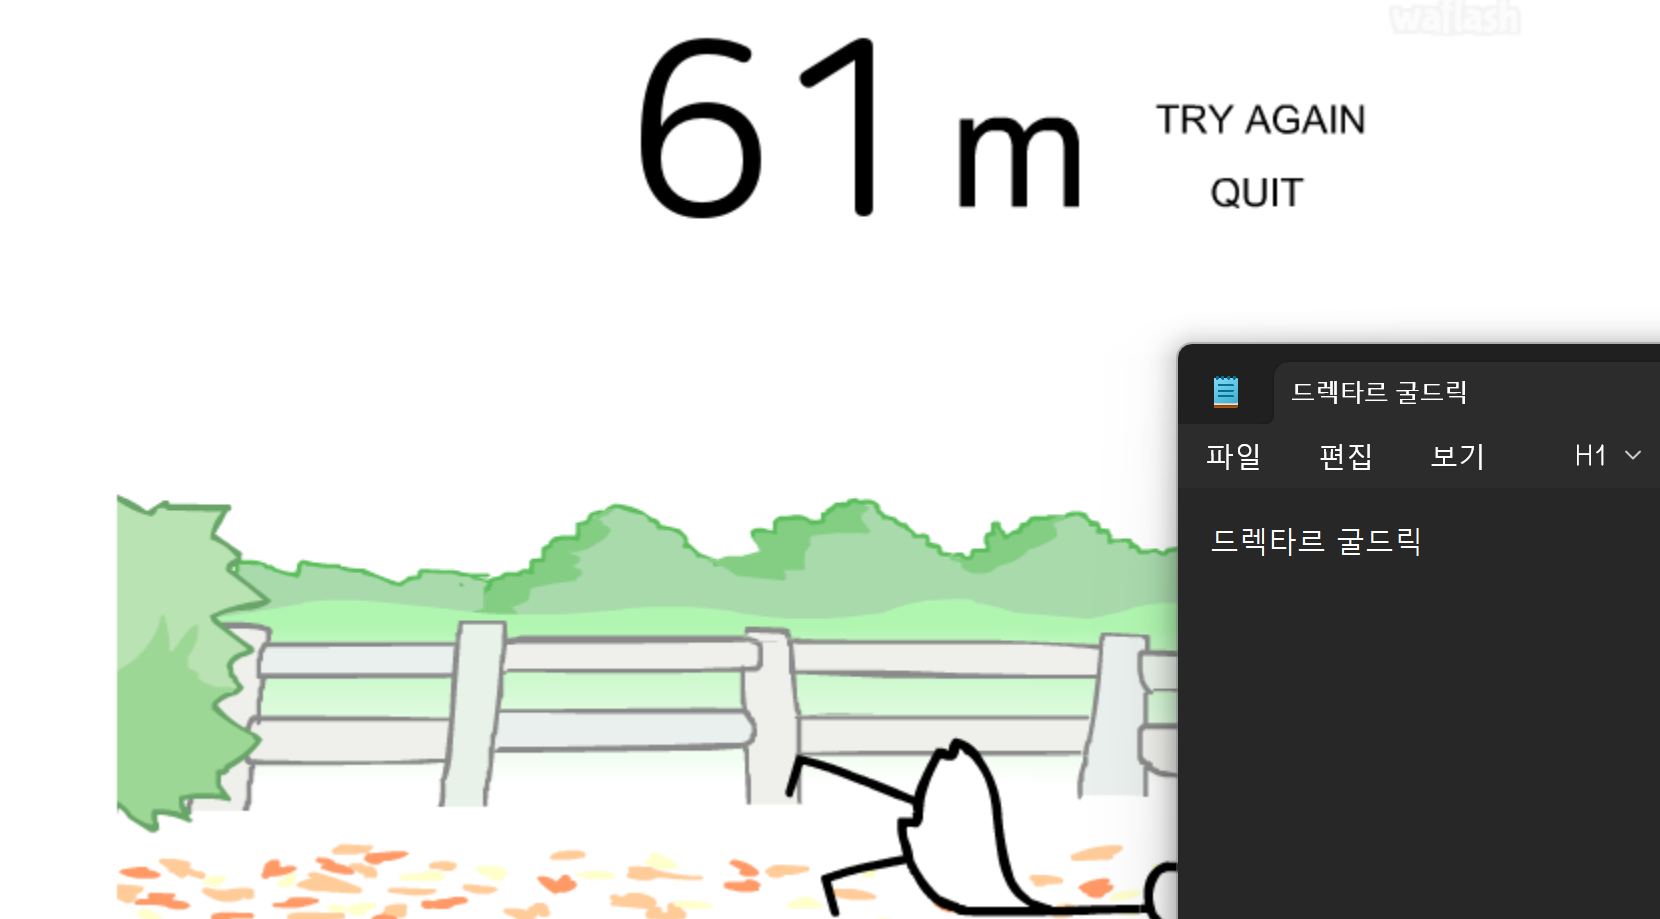 waflash
61 m
TRY AGAIN
QUIT
드렉타르 굴드릭
파일 편집 보기 H1
드렉타르 굴드릭